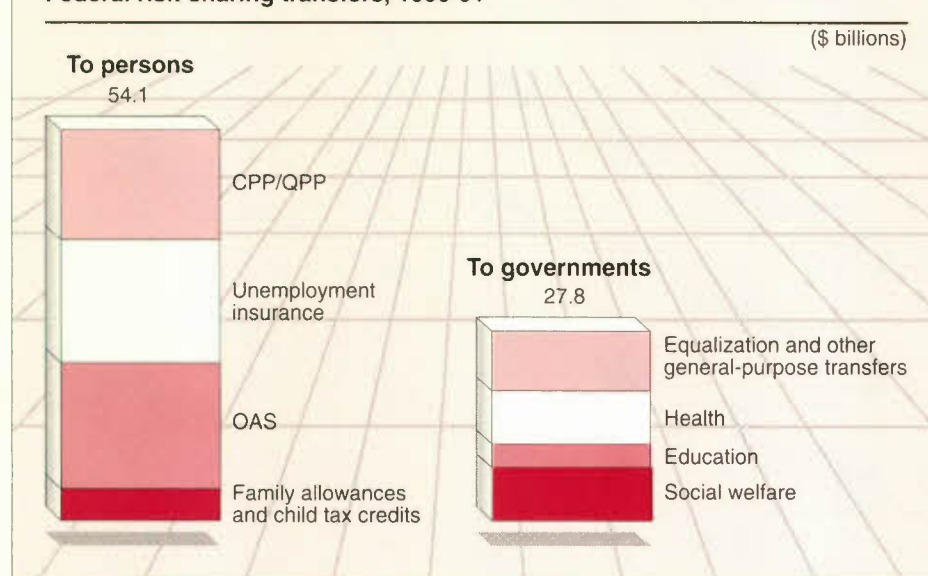 ($ billions)
To persons
54.1
CPP/QPP
Unemployment
insurance
OAS
Family allowances
and child tax credits
To governments
27.8
Equalization and other
general-purpose transfers
Health
Education
Social welfare